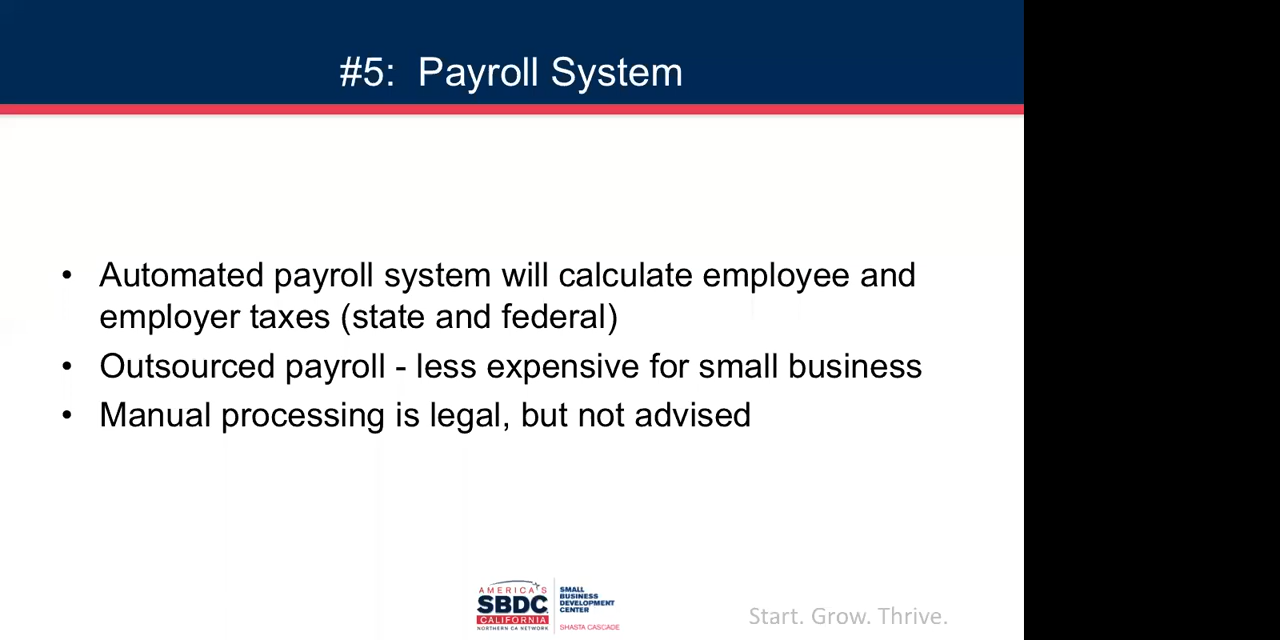 #5:  Payroll System
• Automated payroll system will calculate employee and
employer taxes (state and federal)
• Outsourced payroll - less expensive for small business
• Manual processing is legal, but not advised
AMERICA'S
SBDC
CALIFORNIA
NORTHERN CA NETWORK
SMALL
BUSINESS
DEVELOPMENT
CENTER
SHASTA CASCADE
Start. Grow. Thrive.